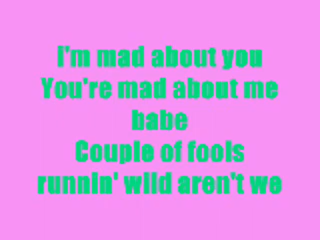 I'm mad about you
You're mad about me
babe
Couple of fools
runnin' wild aren't we